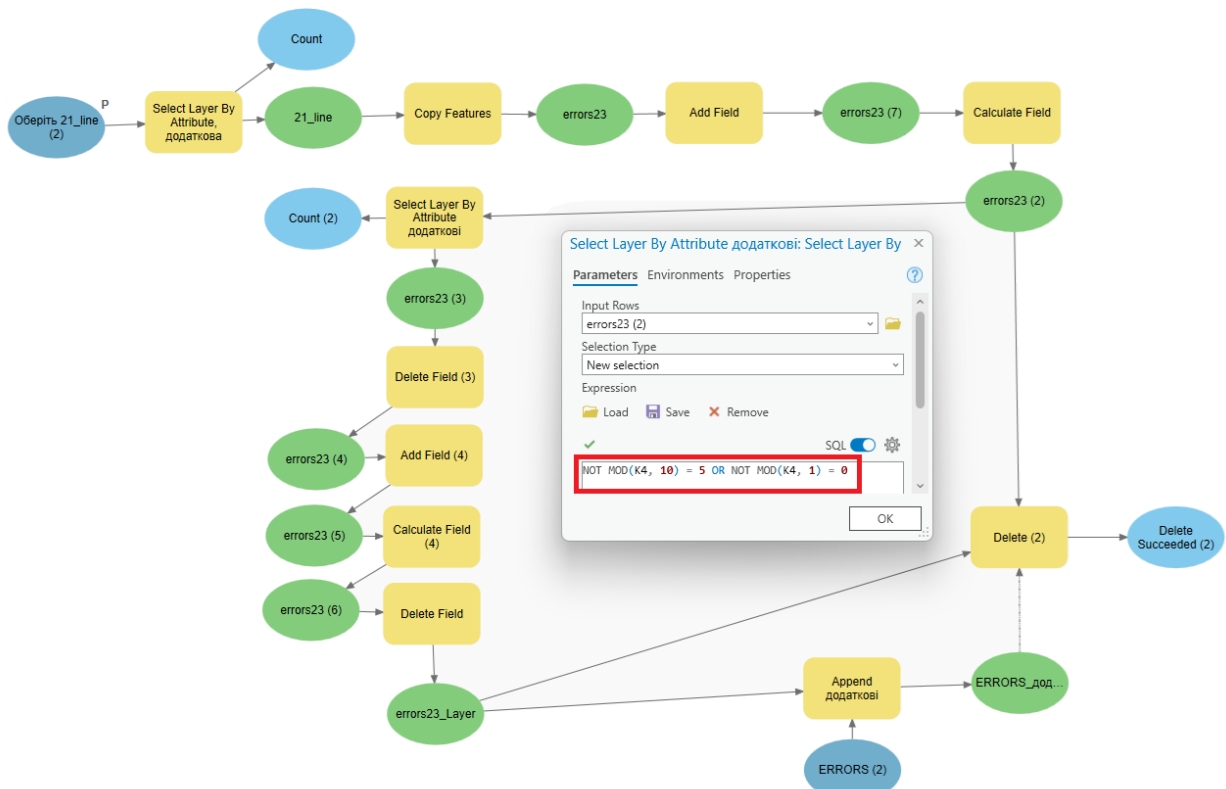 Count
P
Оберіть 21_line
(2)
Select Layer By
Attribute,
додаткова
21_line
Copy Features
errors23
Add Field
errors23 (7)
Calculate Field
errors23 (2)
Count (2)
Select Layer By
Attribute
додаткові
errors23 (3)
Delete Field (3)
errors23 (4)
Add Field (4)
errors23 (5)
Calculate Field
(4)
errors23 (6)
Delete Field
errors23_Layer
Select Layer By Attribute додаткові: Select Layer By
Parameters Environments Properties
Input Rows
errors23 (2)
Selection Type
New selection
Expression
Load Save Remove
SQL
NOT MOD(K4, 10) = 5 OR NOT MOD(K4, 1) = 0
OK
Delete (2)
Delete
Succeeded (2)
Append
додаткові
ERRORS_дод...
ERRORS (2)